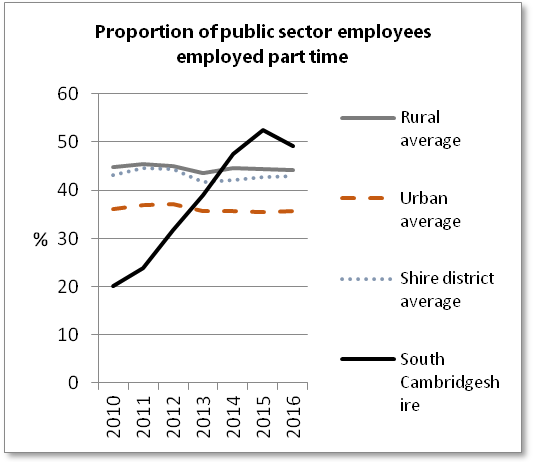 Proportion of public sector employees
employed part time
60
50
40
30
20
10
0
%
2010
2011
2012
2013
2014
2015
2016
Rural
average
Urban
average
Shire district
average
South
Cambridgesh
ire